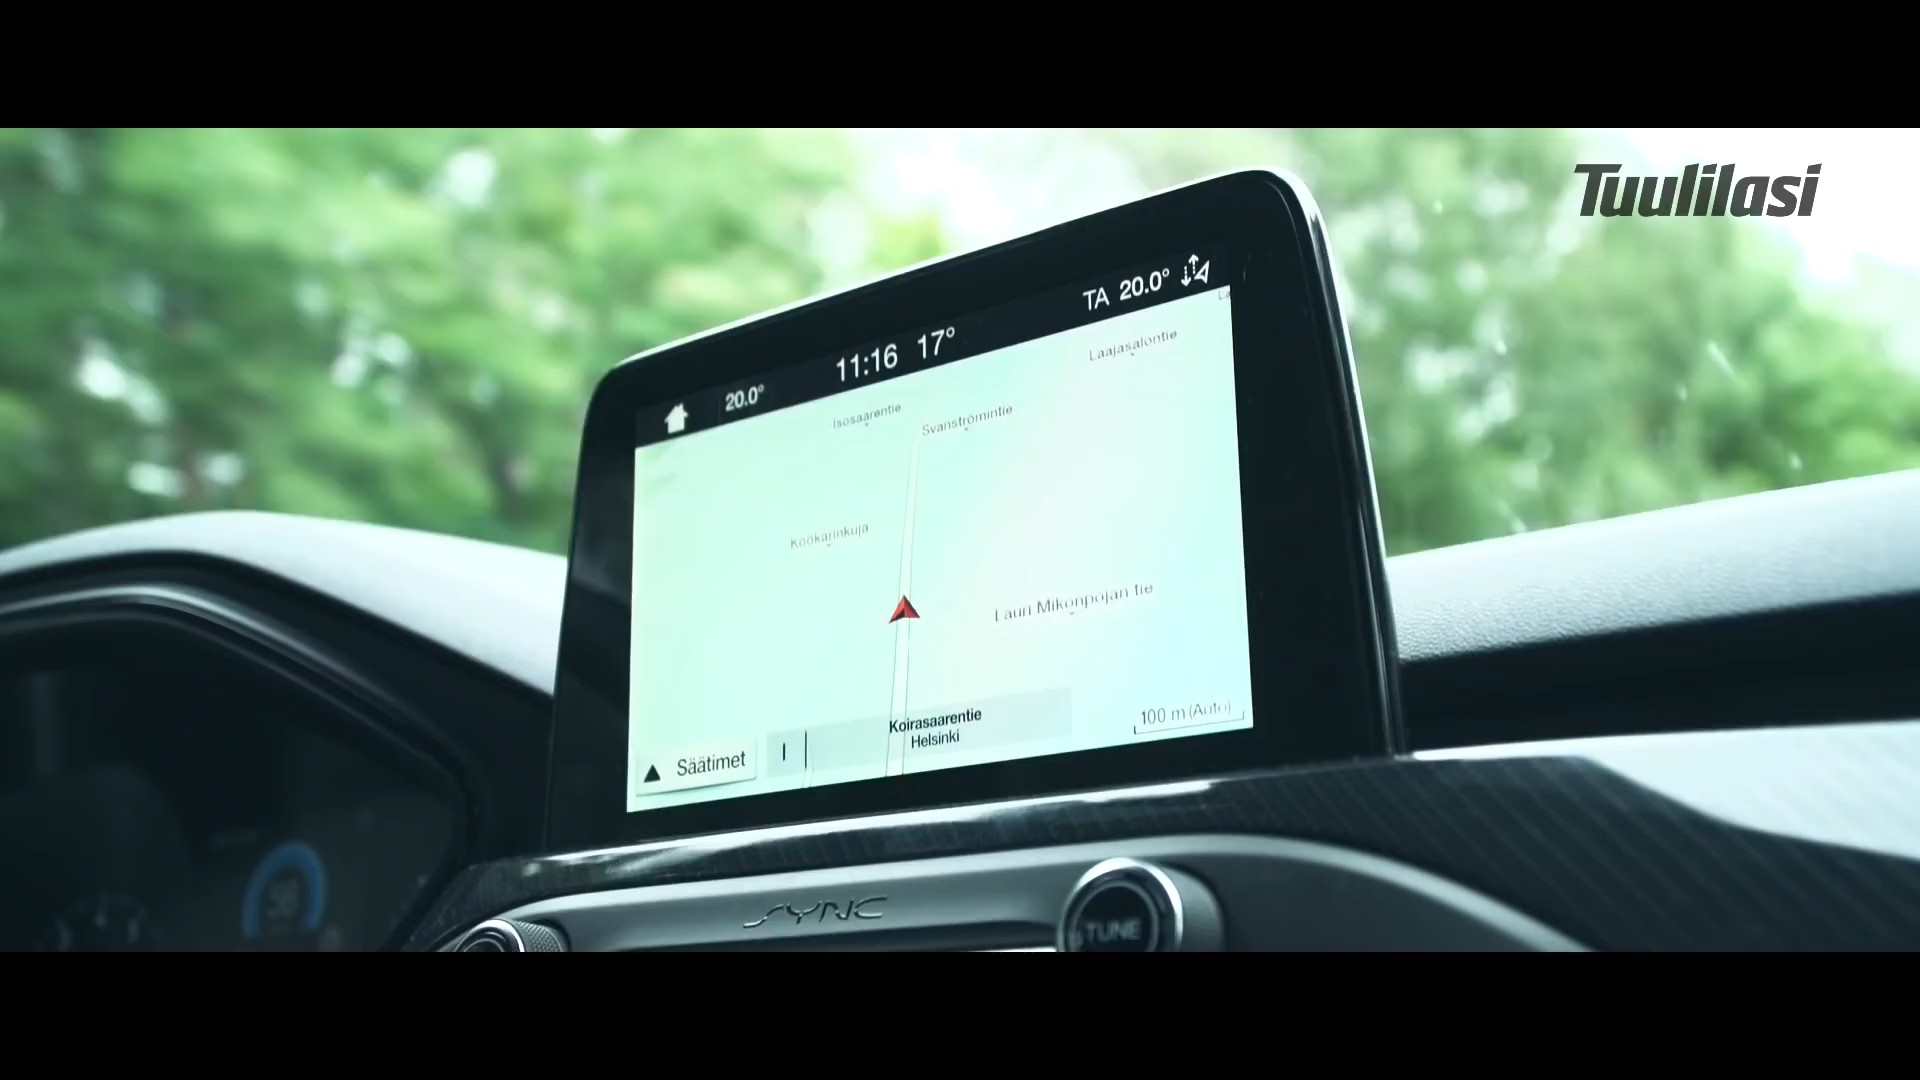 Tuulilasi
TA 20.0°
11:16 17°
20.0°
Laajasalontie
Isosaarentie
Svanströmintie
Kookarinkuja
Lauri Mikonpojan tie
Koirasaarentie
Helsinki
100 m (Auto)
Säätimet
SYNC
TUNE